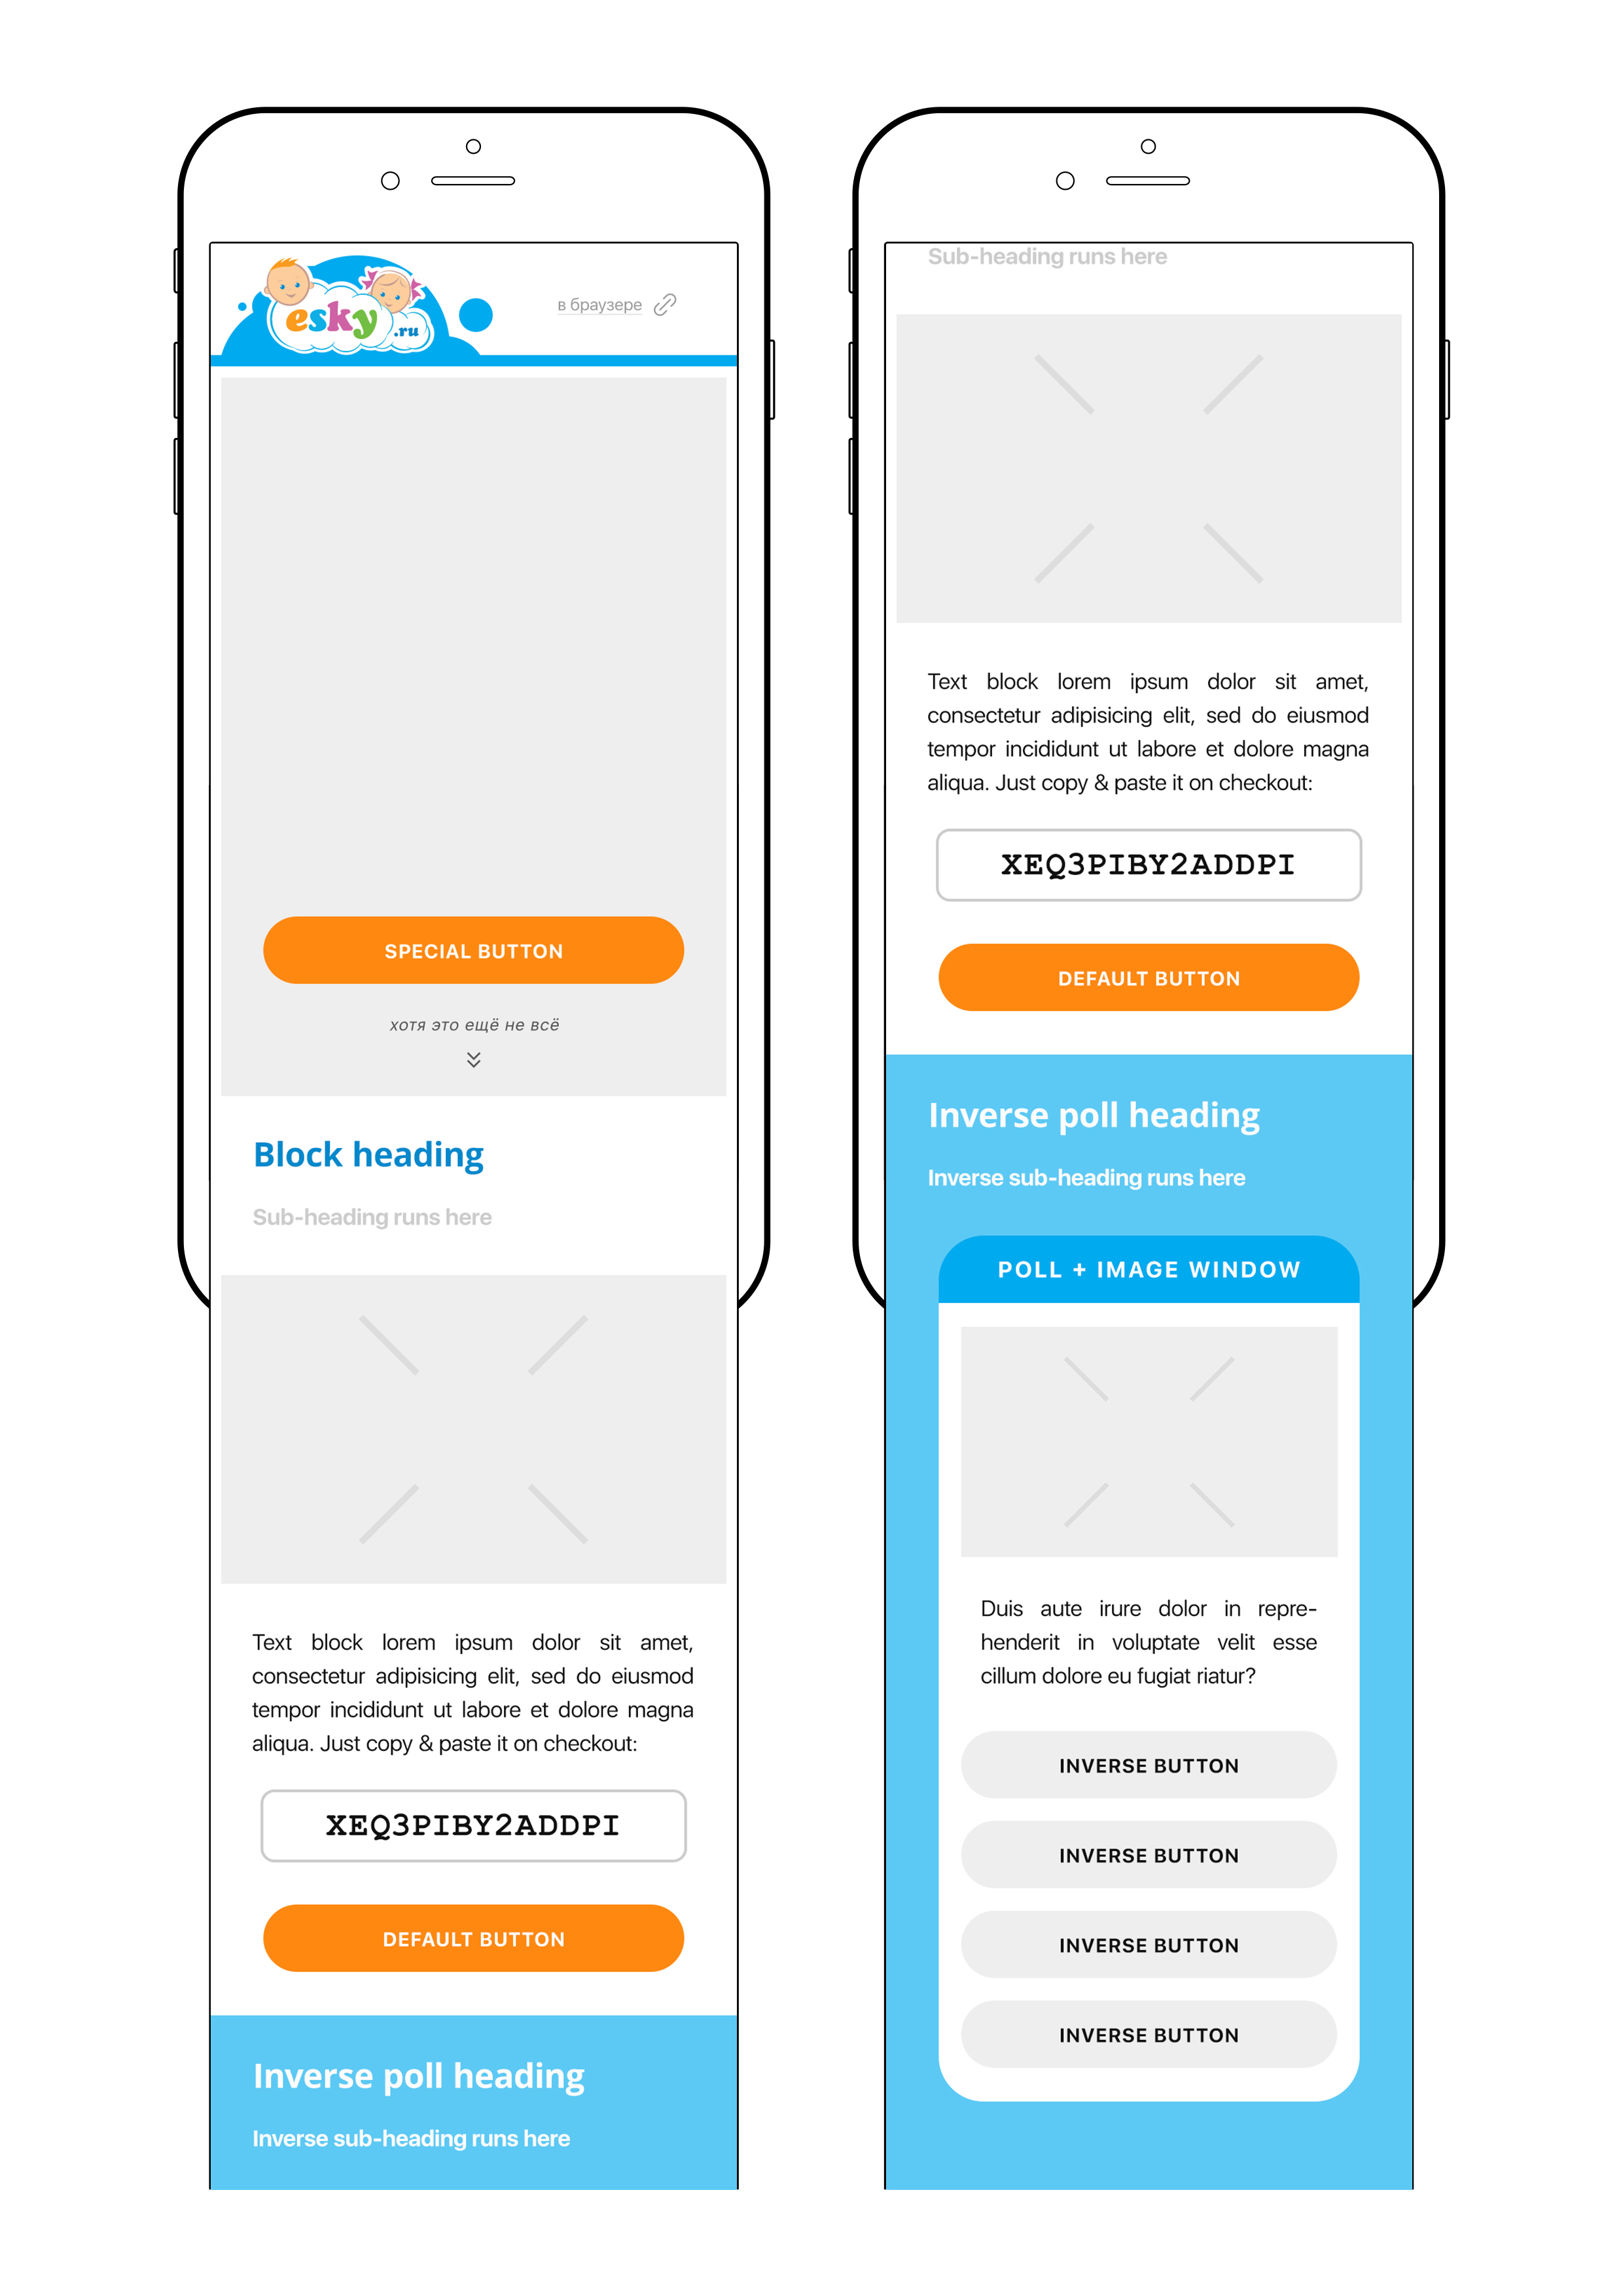 esky.ru
в браузере
SPECIAL BUTTON
хотя это ещё не всё
Block heading
Sub-heading runs here
Text block lorem ipsum dolor sit amet,
consectetur adipisicing elit, sed do eiusmod
tempor incididunt ut labore et dolore magna
aliqua. Just copy & paste it on checkout:
XEQ3PIBY2ADDPI
DEFAULT BUTTON
Inverse poll heading
Inverse sub-heading runs here
Sub-heading runs here
Text block lorem ipsum dolor sit amet,
consectetur adipisicing elit, sed do eiusmod
tempor incididunt ut labore et dolore magna
aliqua. Just copy & paste it on checkout:
XEQ3PIBY2ADDPI
DEFAULT BUTTON
Inverse poll heading
Inverse sub-heading runs here
POLL + IMAGE WINDOW
Duis aute irure dolor in repre-
henderit in voluptate velit esse
cillum dolore eu fugiat riatur?
INVERSE BUTTON
INVERSE BUTTON
INVERSE BUTTON
INVERSE BUTTON